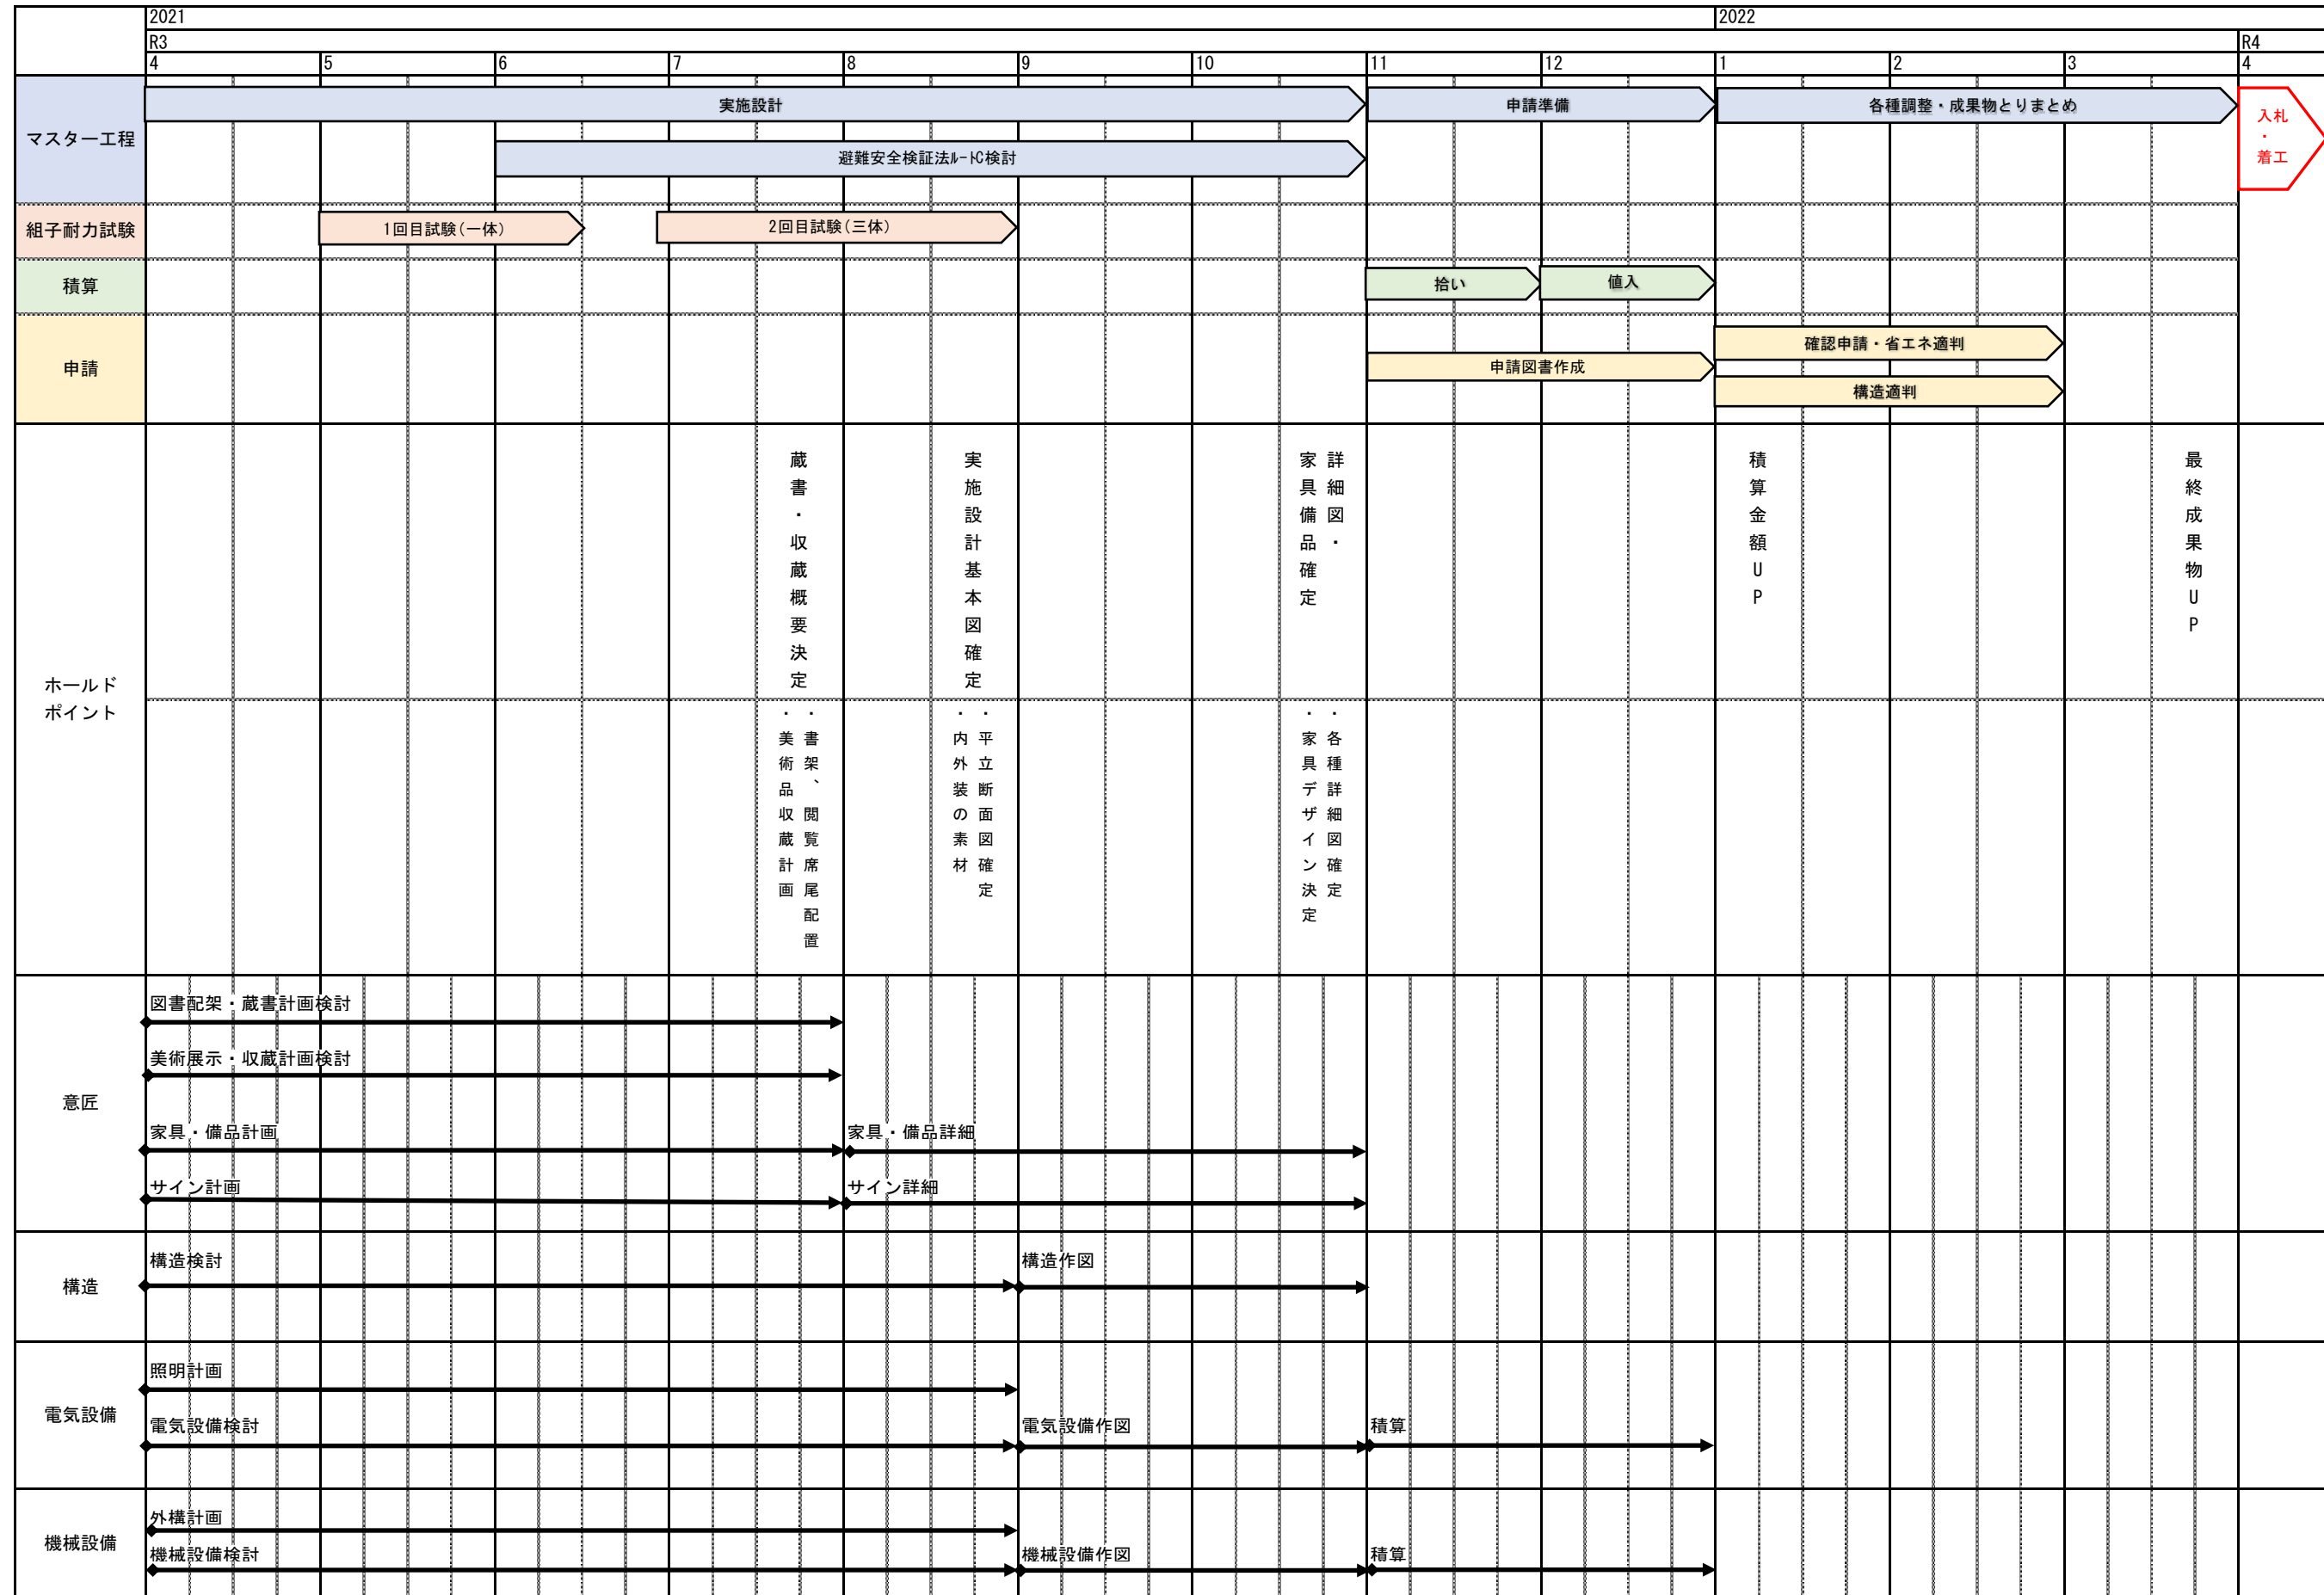 2021
2022
R3
R4
4
5
6
7
8
9
10
11
12
1
2
3
4
マスター工程
実施設計
申請準備
各種調整・成果物とりまとめ
入札
・
着工
避難安全検証法ﾙｰﾄC検討
組子耐力試験
1回目試験(一体)
2回目試験(三体)
積算
拾い
値入
申請
申請図書作成
確認申請・省エネ適判
構造適判
ホールド
ポイント
蔵書・収蔵概要決定
実施設計基本図確定
詳細図・
家具備品確定
積算金額UP
最終成果物UP
・書架、閲覧席尾配置
・美術品収蔵計画
・平立断面図確定
・内外装の素材
・各種詳細図確定
・家具デザイン決定
意匠
図書配架・蔵書計画検討
美術展示・収蔵計画検討
家具・備品計画
家具・備品詳細
サイン計画
サイン詳細
構造
構造検討
構造作図
電気設備
照明計画
電気設備検討
電気設備作図
積算
機械設備
外構計画
機械設備検討
機械設備作図
積算